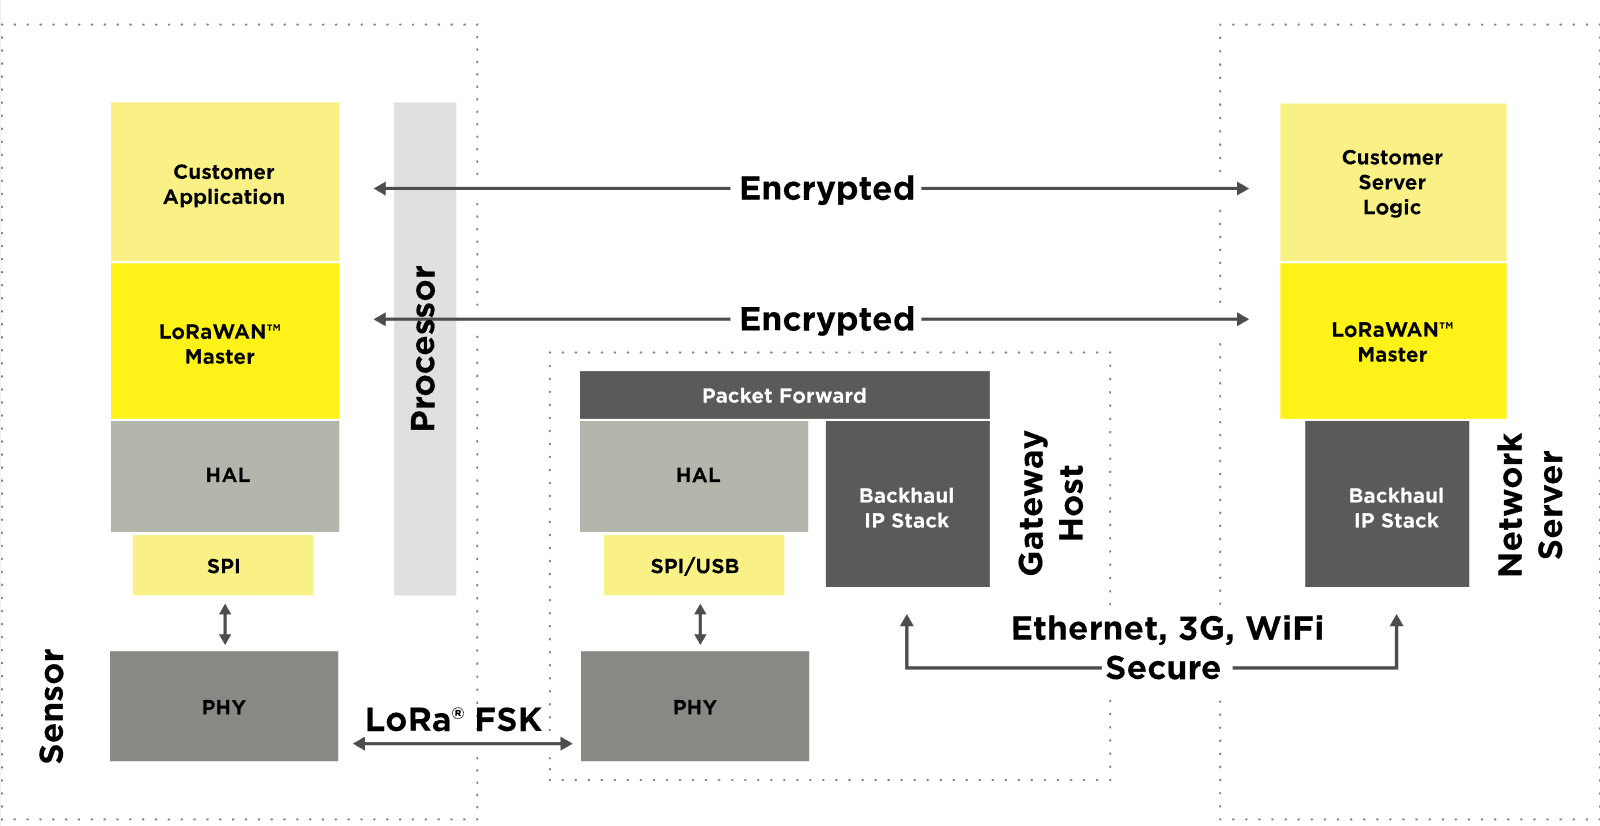 Customer
Application
LoRaWAN™
Master
HAL
SPI
PHY
Sensor
Processor
Encrypted
Encrypted
LoRa® FSK
Packet Forward
HAL
SPI/USB
PHY
Backhaul
IP Stack
Gateway
Host
Ethernet, 3G, WiFi
Secure
Customer
Server
Logic
LoRaWAN™
Master
Backhaul
IP Stack
Network
Server